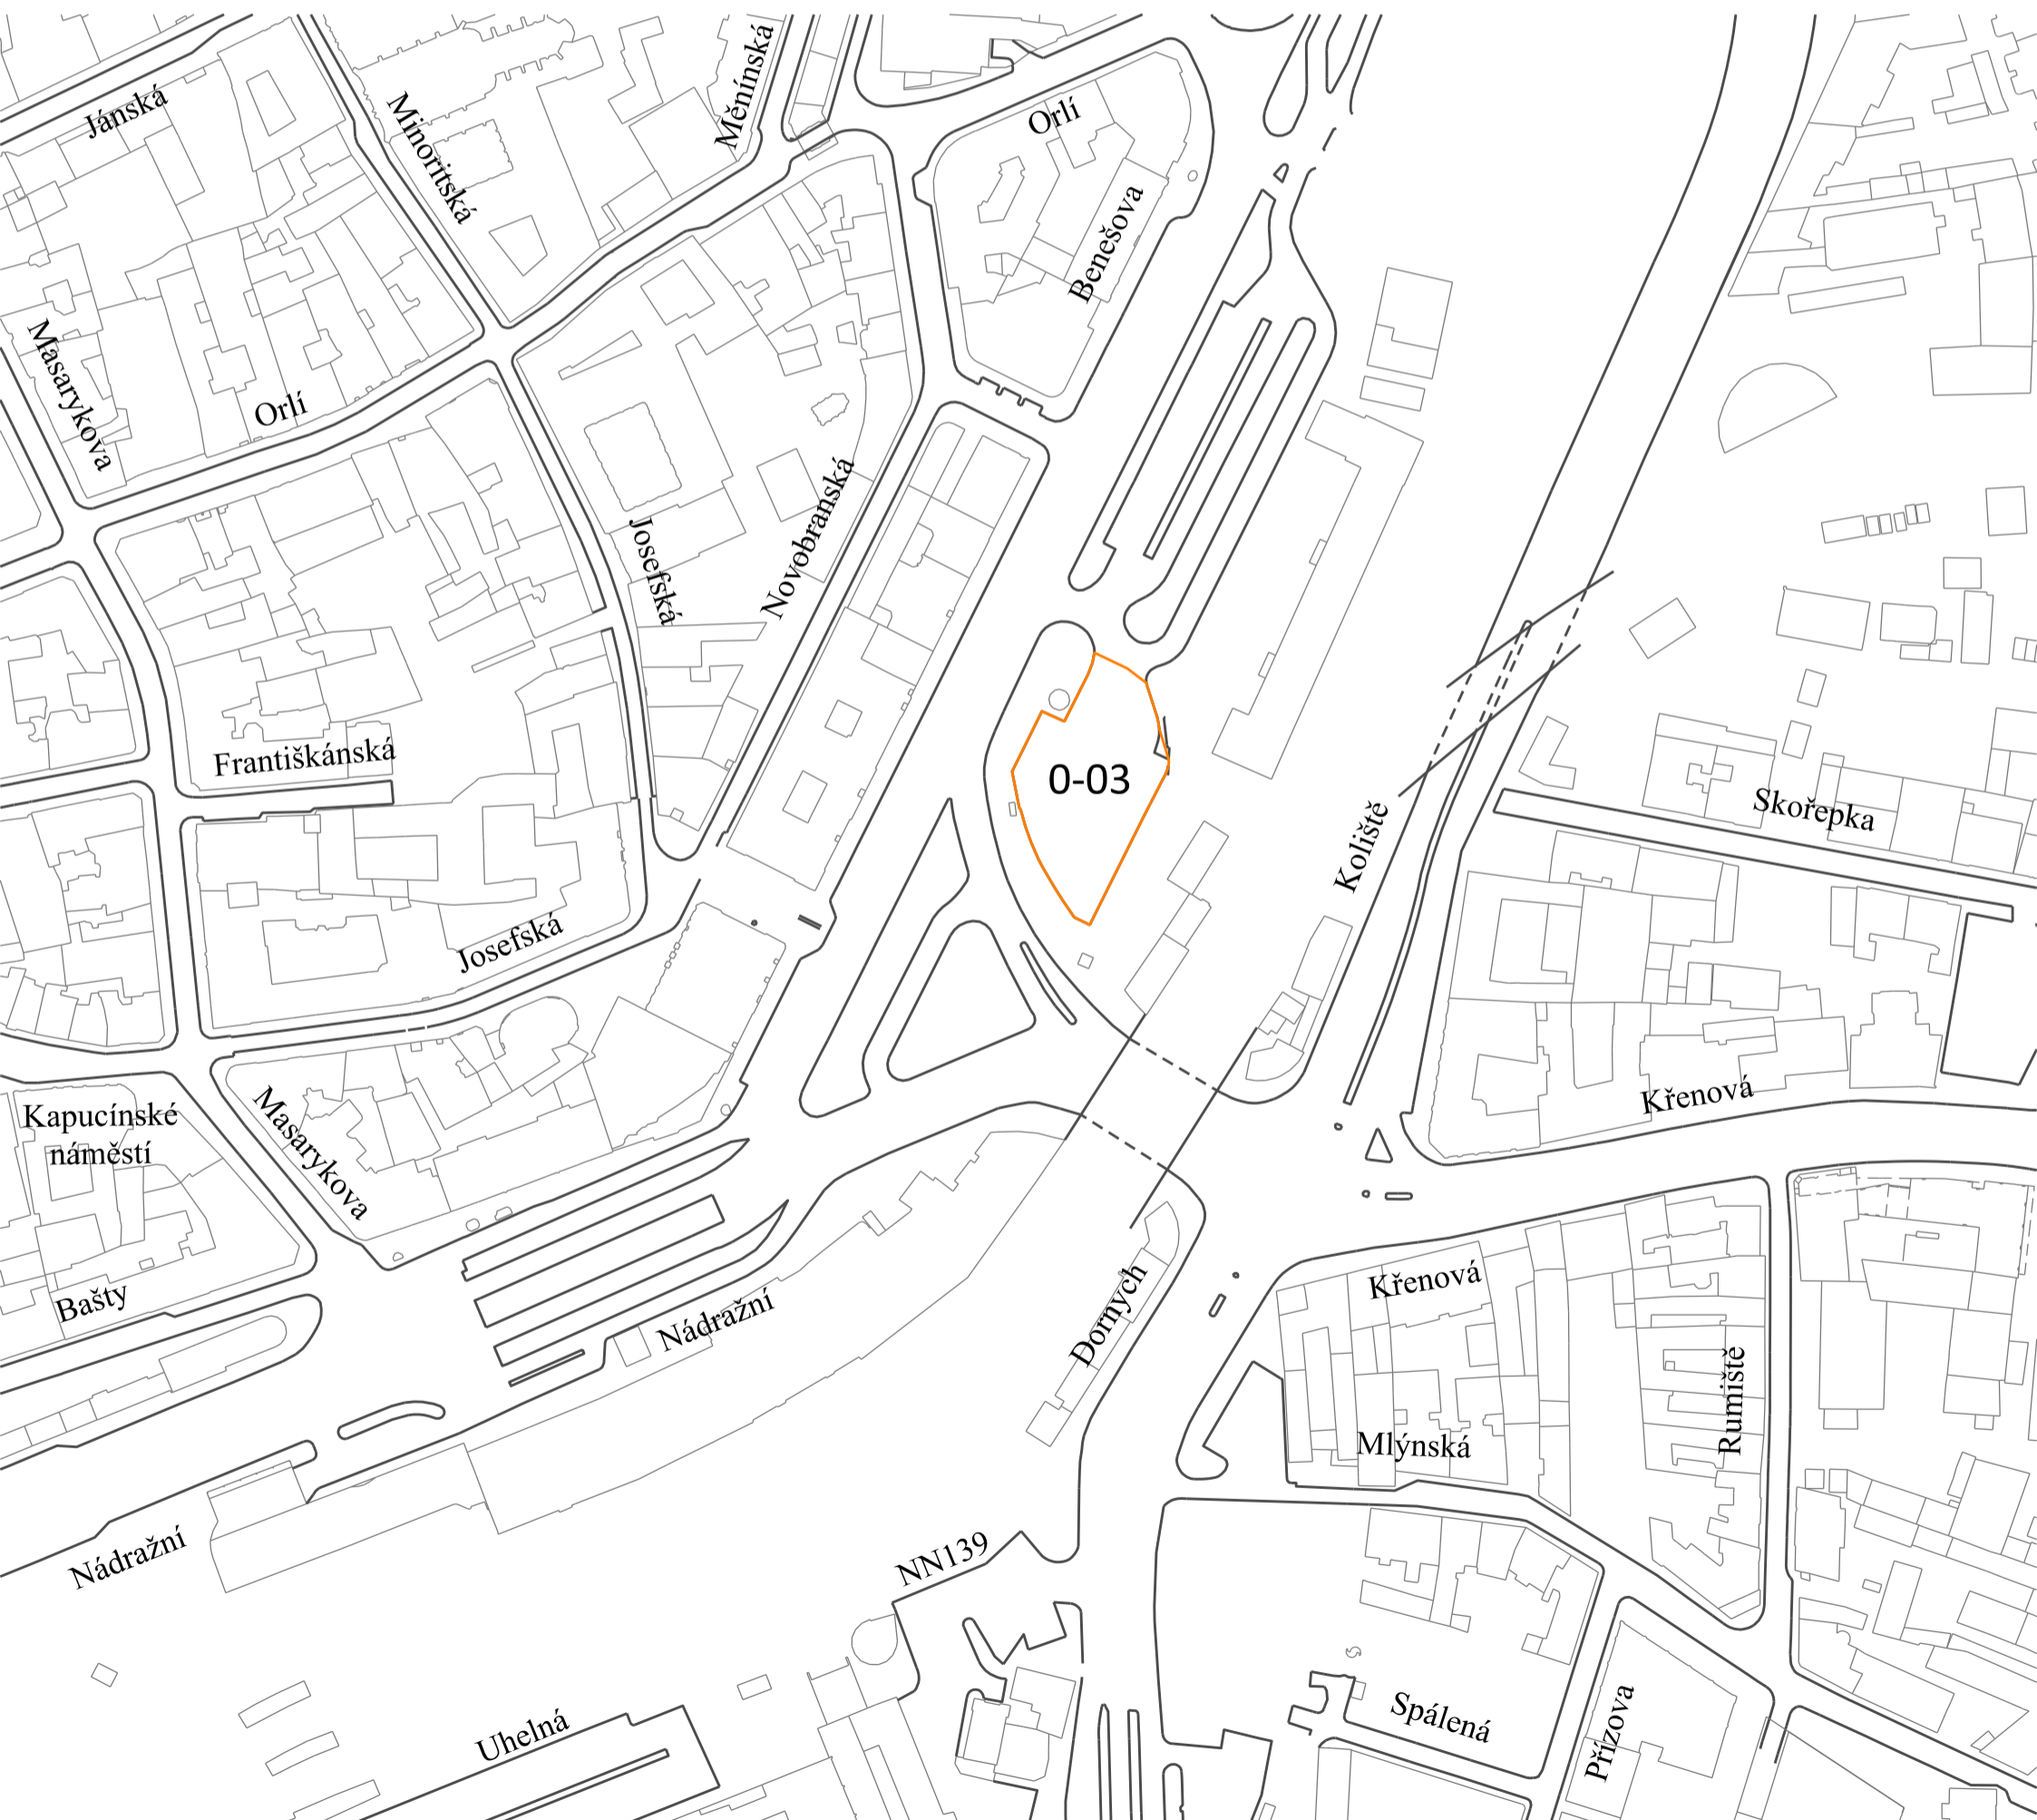 Jánská
Minoritská
Měnínská
Orlí
Benešova
Masarykova
Orlí
Josefská
Novobranská
Františkánská
0-03
Koliště
Skořepka
Josefská
Křenová
Kapucínské
náměstí
Masarykova
Bašty
Nádražní
Dornych
Křenová
Rumiště
Mlýnská
Nádražní
NN139
Uhelná
Spálená
Přízova